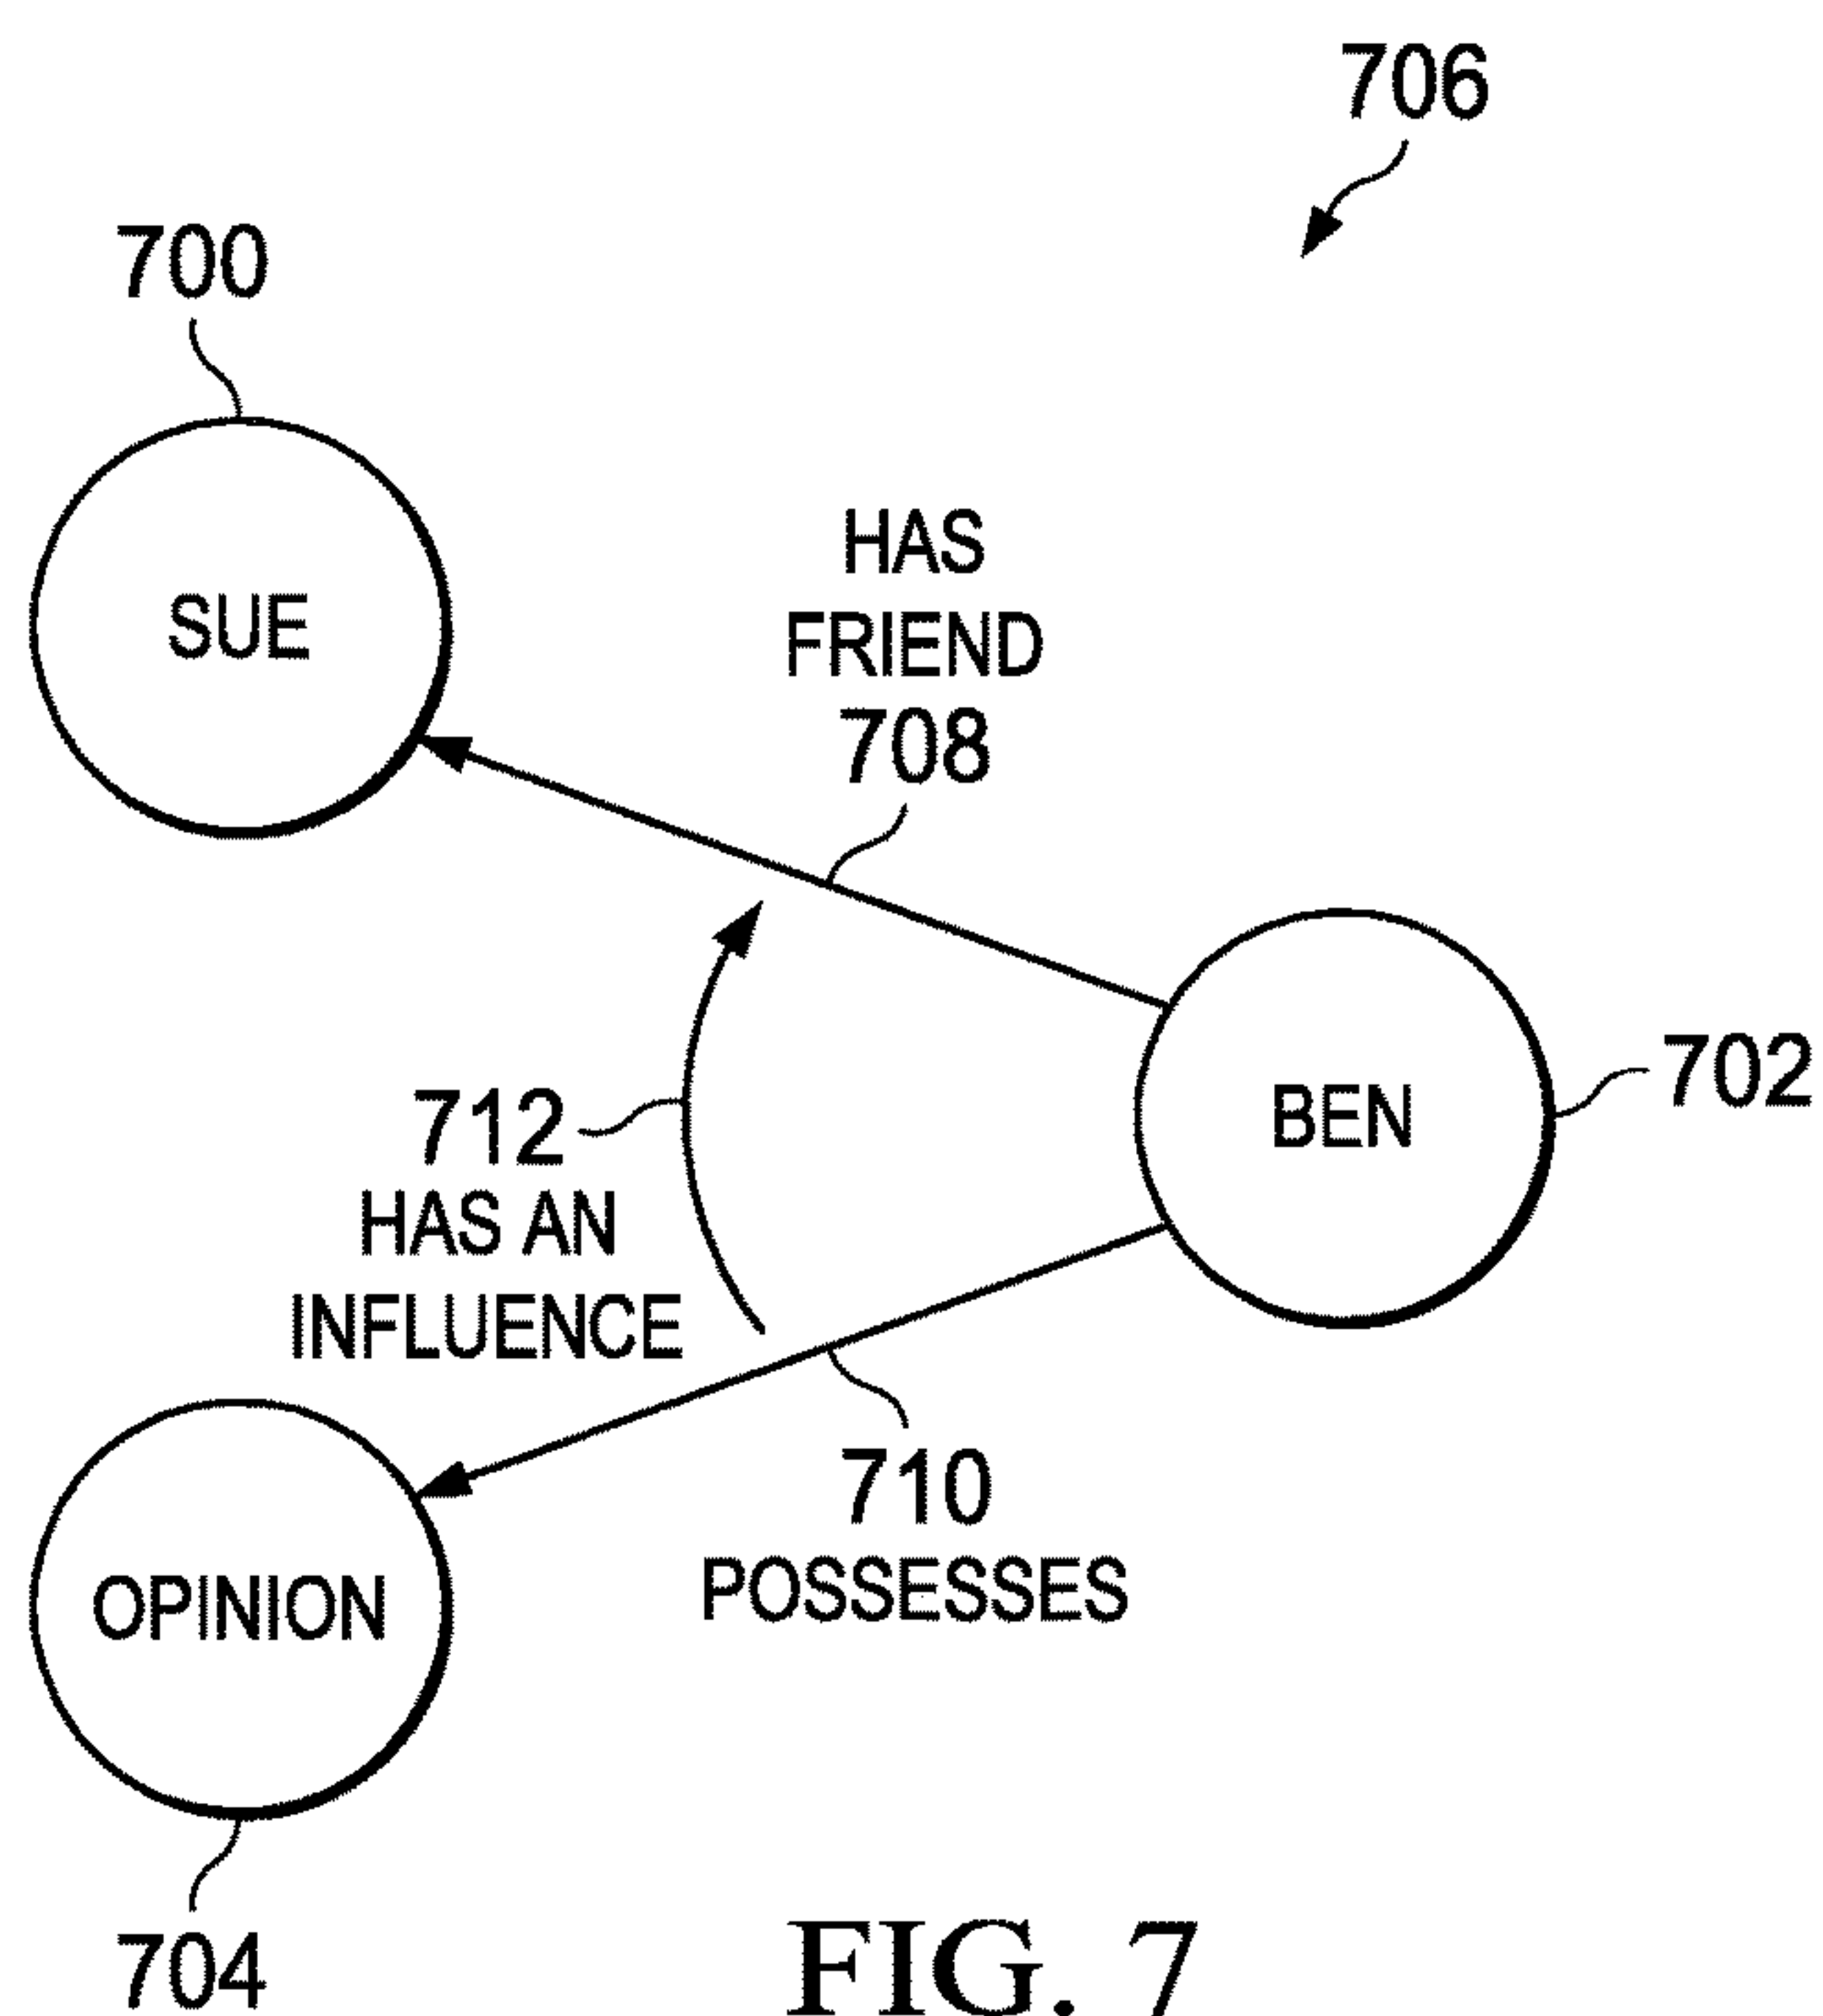 706
700
SUE
HAS
FRIEND
708
702
BEN
712
HAS AN
INFLUENCE
710
POSSESSES
OPINION
704
FIG. 7